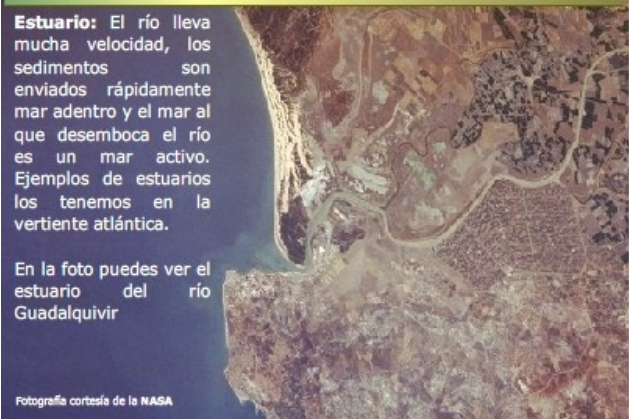 Estuario: El río lleva
mucha velocidad, los
sedimentos son
enviados rápidamente
mar adentro y el mar al
que desemboca el río
es un mar activo.
Ejemplos de estuarios
los tenemos en la
vertiente atlántica.
En la foto puedes ver el
estuario del río
Guadalquivir
Fotografía cortesía de la NASA